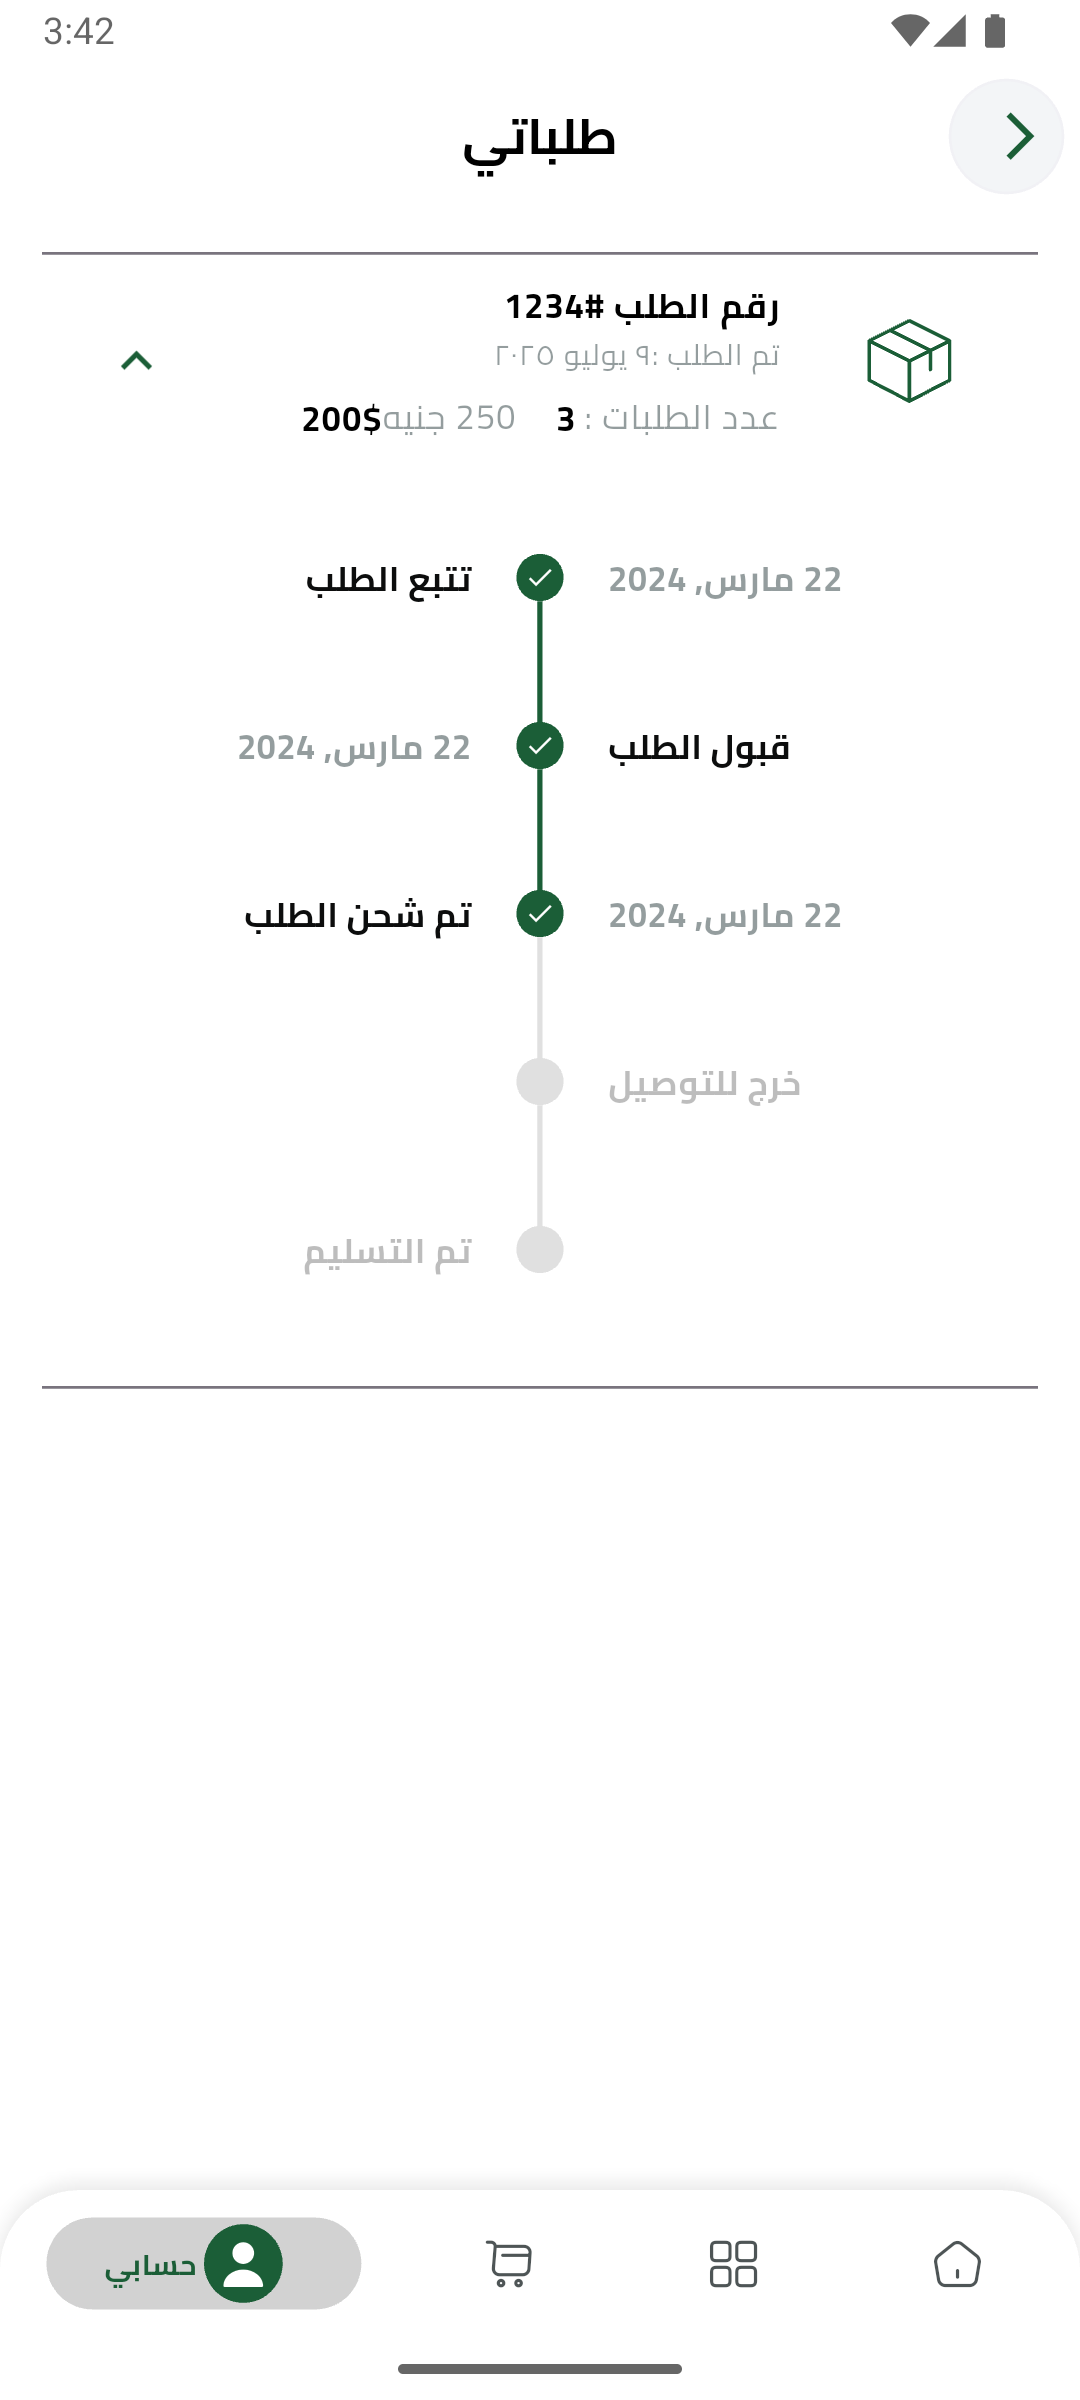 3:42
طلباتي
رقم الطلب #1234
تم الطلب :٩ يوليو ٢٠٢٥
عدد الطلبات : 3 250 جنيه$200
22 مارس, 2024 تتبع الطلب
قبول الطلب 22 مارس, 2024
22 مارس, 2024 تم شحن الطلب
خرج للتوصيل
تم التسليم
حسابي